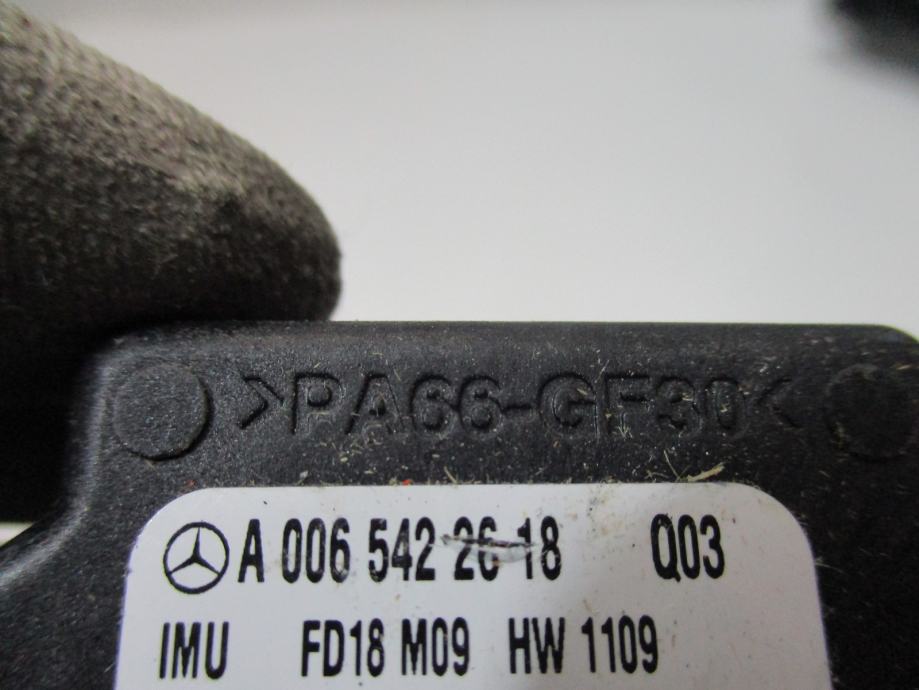 >PA66-GF30<
A 006 542 26 18 Q03
IMU FD18 M09 HW 1109